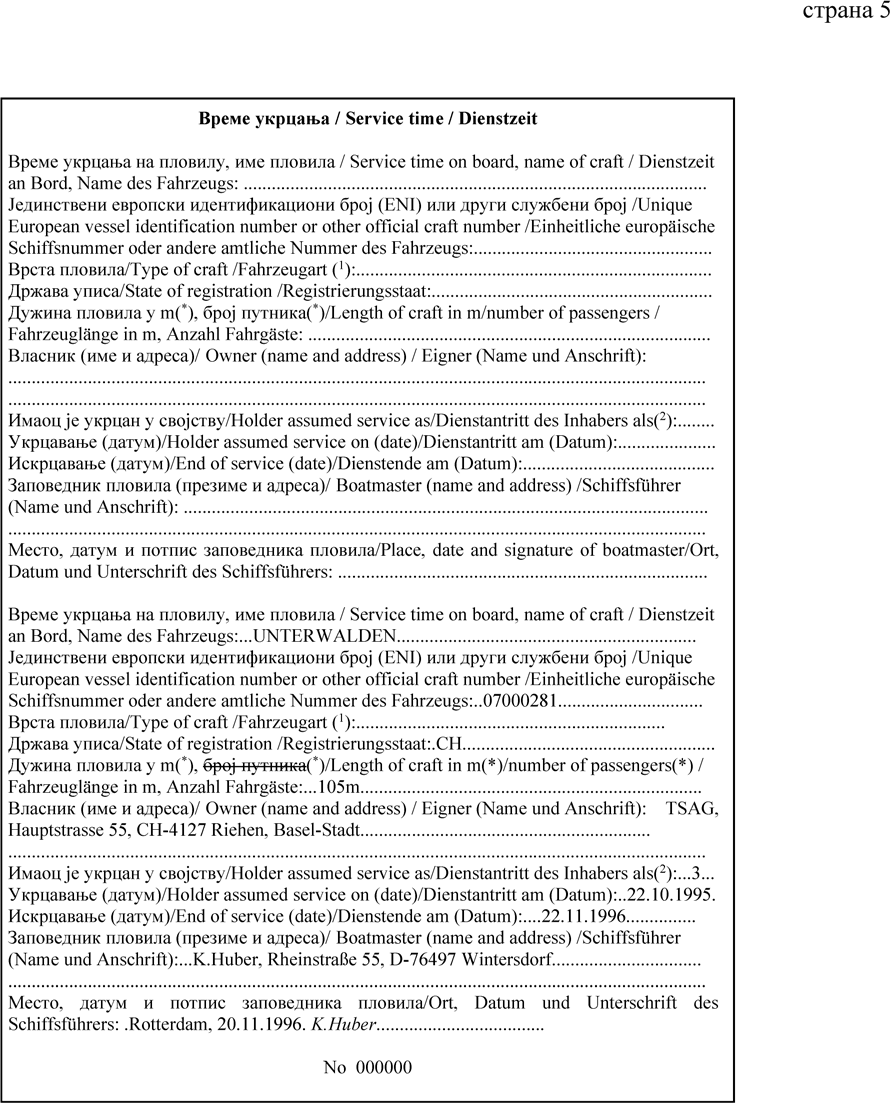 страна 5
Време укрцања / Service time / Dienstzeit
Време укрцања на пловилу, име пловила / Service time on board, name of craft / Dienstzeit
an Bord, Name des Fahrzeugs: ...................................................................................................
Јединствени европски идентификациони број (ENI) или други службени број /Unique
European vessel identification number or other official craft number /Einheitliche europäische
Schiffsnummer oder andere amtliche Nummer des Fahrzeugs:...................................................
Врста пловила/Type of craft /Fahrzeugart (¹):............................................................................
Држава уписа/State of registration /Registrierungsstaat:............................................................
Дужина пловила у m(*), број путника(*)/Length of craft in m/number of passengers /
Fahrzeuglänge in m, Anzahl Fahrgäste: ......................................................................................
Власник (име и адреса)/ Owner (name and address) / Eigner (Name und Anschrift):
.....................................................................................................................................................
.....................................................................................................................................................
Имаоц је укрцан у својству/Holder assumed service as/Dienstantritt des Inhabers als(²):........
Укрцавање (датум)/Holder assumed service on (date)/Dienstantritt am (Datum):.....................
Искрцавање (датум)/End of service (date)/Dienstende am (Datum):.........................................
Заповедник пловила (презиме и адреса)/ Boatmaster (name and address) /Schiffsführer
(Name und Anschrift): ................................................................................................................
.....................................................................................................................................................
Место, датум и потпис заповедника пловила/Place, date and signature of boatmaster/Ort,
Datum und Unterschrift des Schiffsführers: ...............................................................................
Време укрцања на пловилу, име пловила / Service time on board, name of craft / Dienstzeit
an Bord, Name des Fahrzeugs:...UNTERWALDEN................................................................
Јединствени европски идентификациони број (ENI) или други службени број /Unique
European vessel identification number or other official craft number /Einheitliche europäische
Schiffsnummer oder andere amtliche Nummer des Fahrzeugs:..07000281...............................
Врста пловила/Type of craft /Fahrzeugart (¹):..................................................................
Држава уписа/State of registration /Registrierungsstaat:.CH......................................................
Дужина пловила у m(*), број путника(*)/Length of craft in m(*)/number of passengers(*) /
Fahrzeuglänge in m, Anzahl Fahrgäste:...105m.........................................................................
Власник (име и адреса)/ Owner (name and address) / Eigner (Name und Anschrift): TSAG,
Hauptstrasse 55, CH-4127 Riehen, Basel-Stadt..............................................................
.....................................................................................................................................................
Имаоц је укрцан у својству/Holder assumed service as/Dienstantritt des Inhabers als(²):...3...
Укрцавање (датум)/Holder assumed service on (date)/Dienstantritt am (Datum):..22.10.1995.
Искрцавање (датум)/End of service (date)/Dienstende am (Datum):....22.11.1996...............
Заповедник пловила (презиме и адреса)/ Boatmaster (name and address) /Schiffsführer
(Name und Anschrift):...K.Huber, Rheinstraße 55, D-76497 Wintersdorf................................
.....................................................................................................................................................
Место, датум и потпис заповедника пловила/Ort, Datum und Unterschrift des
Schiffsführers: .Rotterdam, 20.11.1996. K.Huber....................................
No 000000